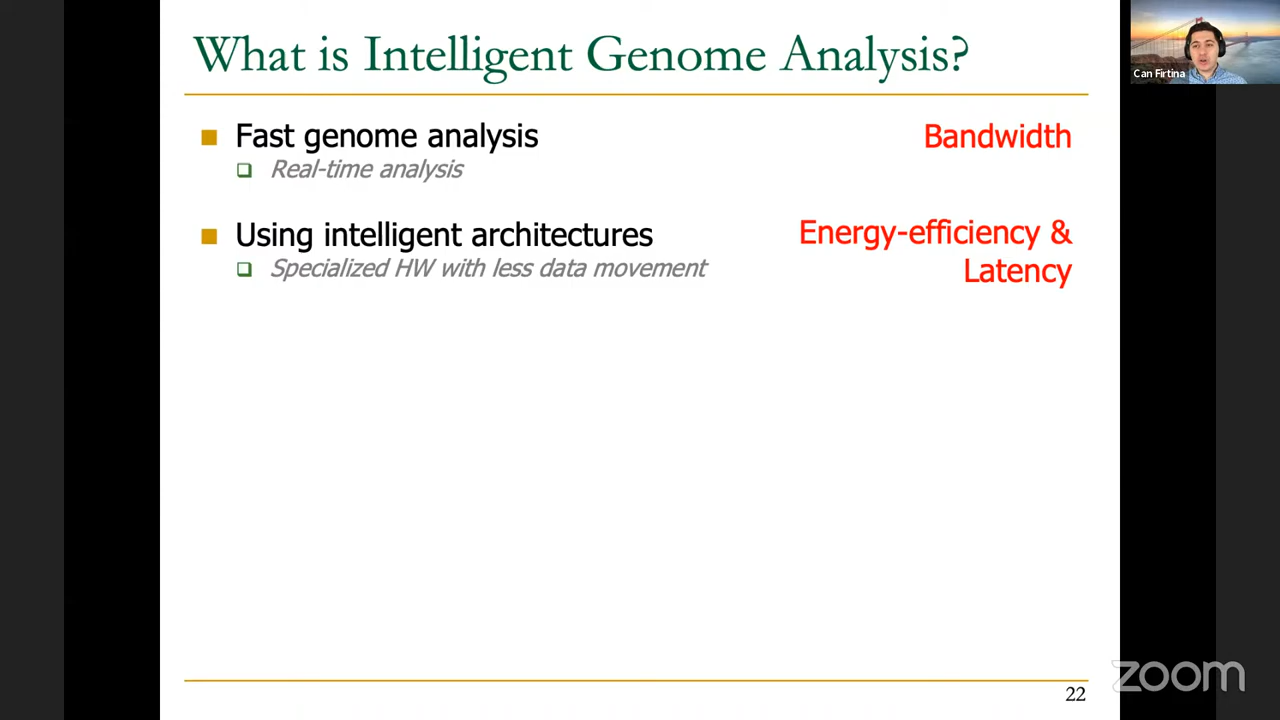 What is Intelligent Genome Analysis?
Can Firtina
Fast genome analysis
Bandwidth
Real-time analysis
Using intelligent architectures
Energy-efficiency &
Specialized HW with less data movement
Latency
22
zoom